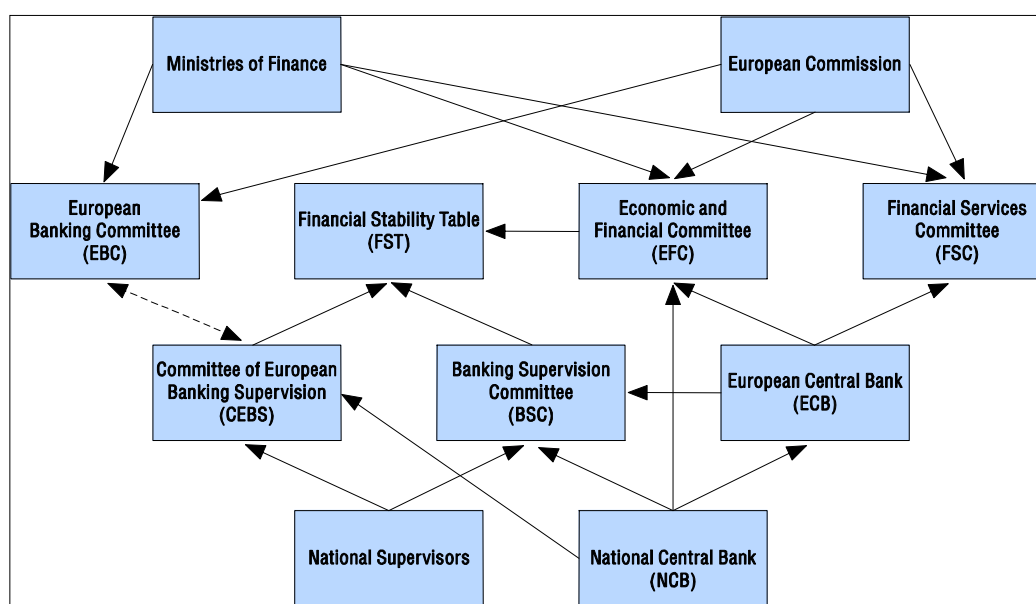 Ministries of Finance
European Commission
European
Banking Committee
(EBC)
Financial Stability Table
(FST)
Economic and
Financial Committee
(EFC)
Financial Services
Committee
(FSC)
Committee of European
Banking Supervision
(CEBS)
Banking Supervision
Committee
(BSC)
European Central Bank
(ECB)
National Supervisors
National Central Bank
(NCB)